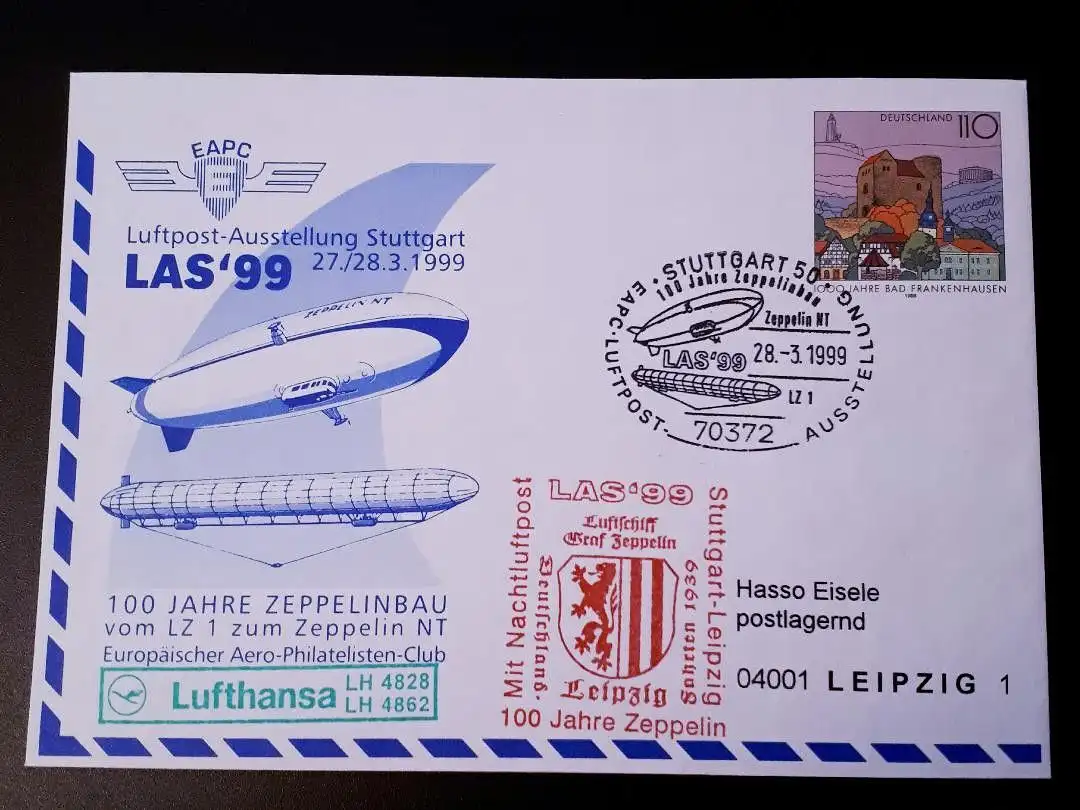 EAPC
Luftpost-Ausstellung Stuttgart
LAS'99 27./28.3.1999
ZEPPELIN NT
100 JAHRE ZEPPELINBAU
vom LZ 1 zum Zeppelin NT
Europäischer Aero-Philatelisten-Club
Lufthansa LH 4828
LH 4862
DEUTSCHLAND 110
1000 JAHRE BAD FRANKENHAUSEN
1998
STUTTGART 50
100 Jahre Zeppelinbau
Zeppelin NT
LAS'99 28.-3.1999
LZ 1
70372
EAPC-LUFTPOST-AUSSTELLUNG
LAS'99
Mit Nachtluftpost
Stuttgart-Leipzig
Luftschiff
Graf Zeppelin
Deutschland-
fahrten 1939
Leipzig
100 Jahre Zeppelin
Hasso Eisele
postlagernd
04001 LEIPZIG 1